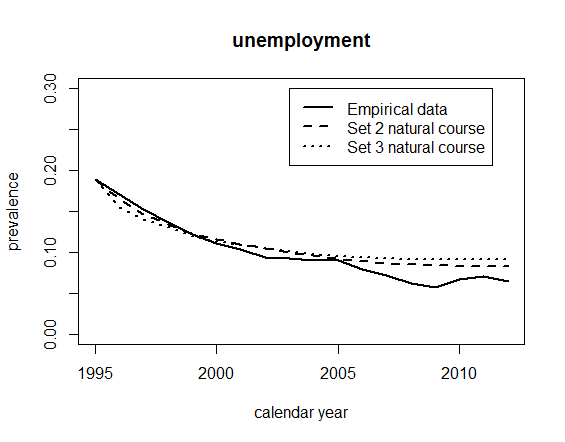 unemployment
0.30
0.20
0.10
0.00
prevalence
Empirical data
Set 2 natural course
Set 3 natural course
1995 2000 2005 2010
calendar year